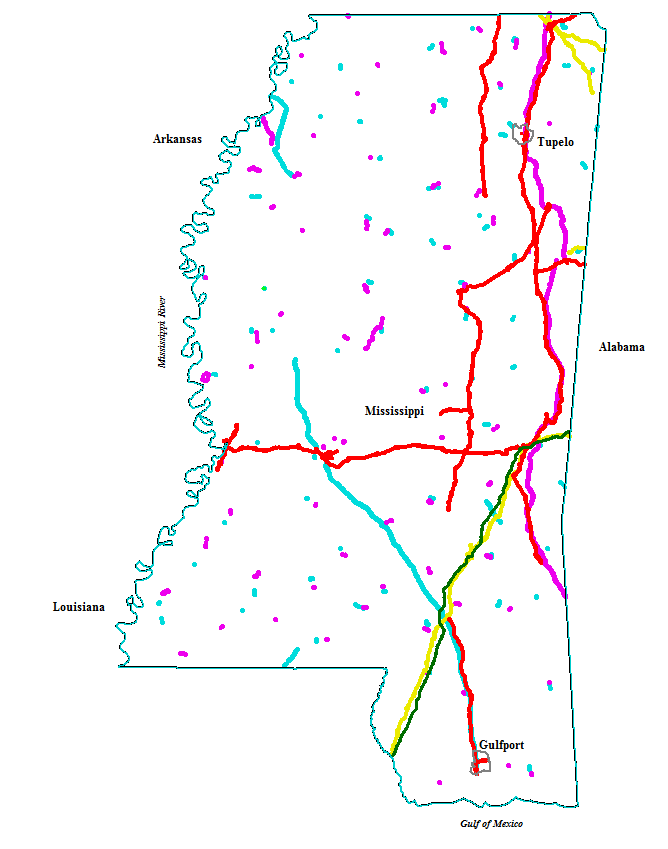 Arkansas
Tupelo
Mississippi River
Alabama
Mississippi
Louisiana
Gulfport
Gulf of Mexico